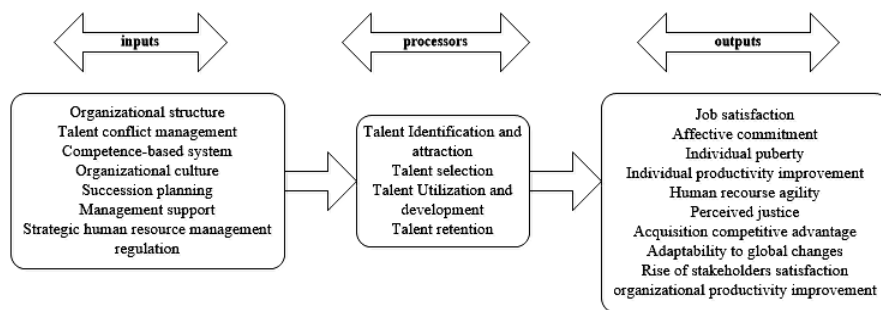 inputs
processors
outputs
Organizational structure
Talent conflict management
Competence-based system
Organizational culture
Succession planning
Management support
Strategic human resource management
regulation
Talent Identification and
attraction
Talent selection
Talent Utilization and
development
Talent retention
Job satisfaction
Affective commitment
Individual puberty
Individual productivity improvement
Human recourse agility
Perceived justice
Acquisition competitive advantage
Adaptability to global changes
Rise of stakeholders satisfaction
organizational productivity improvement